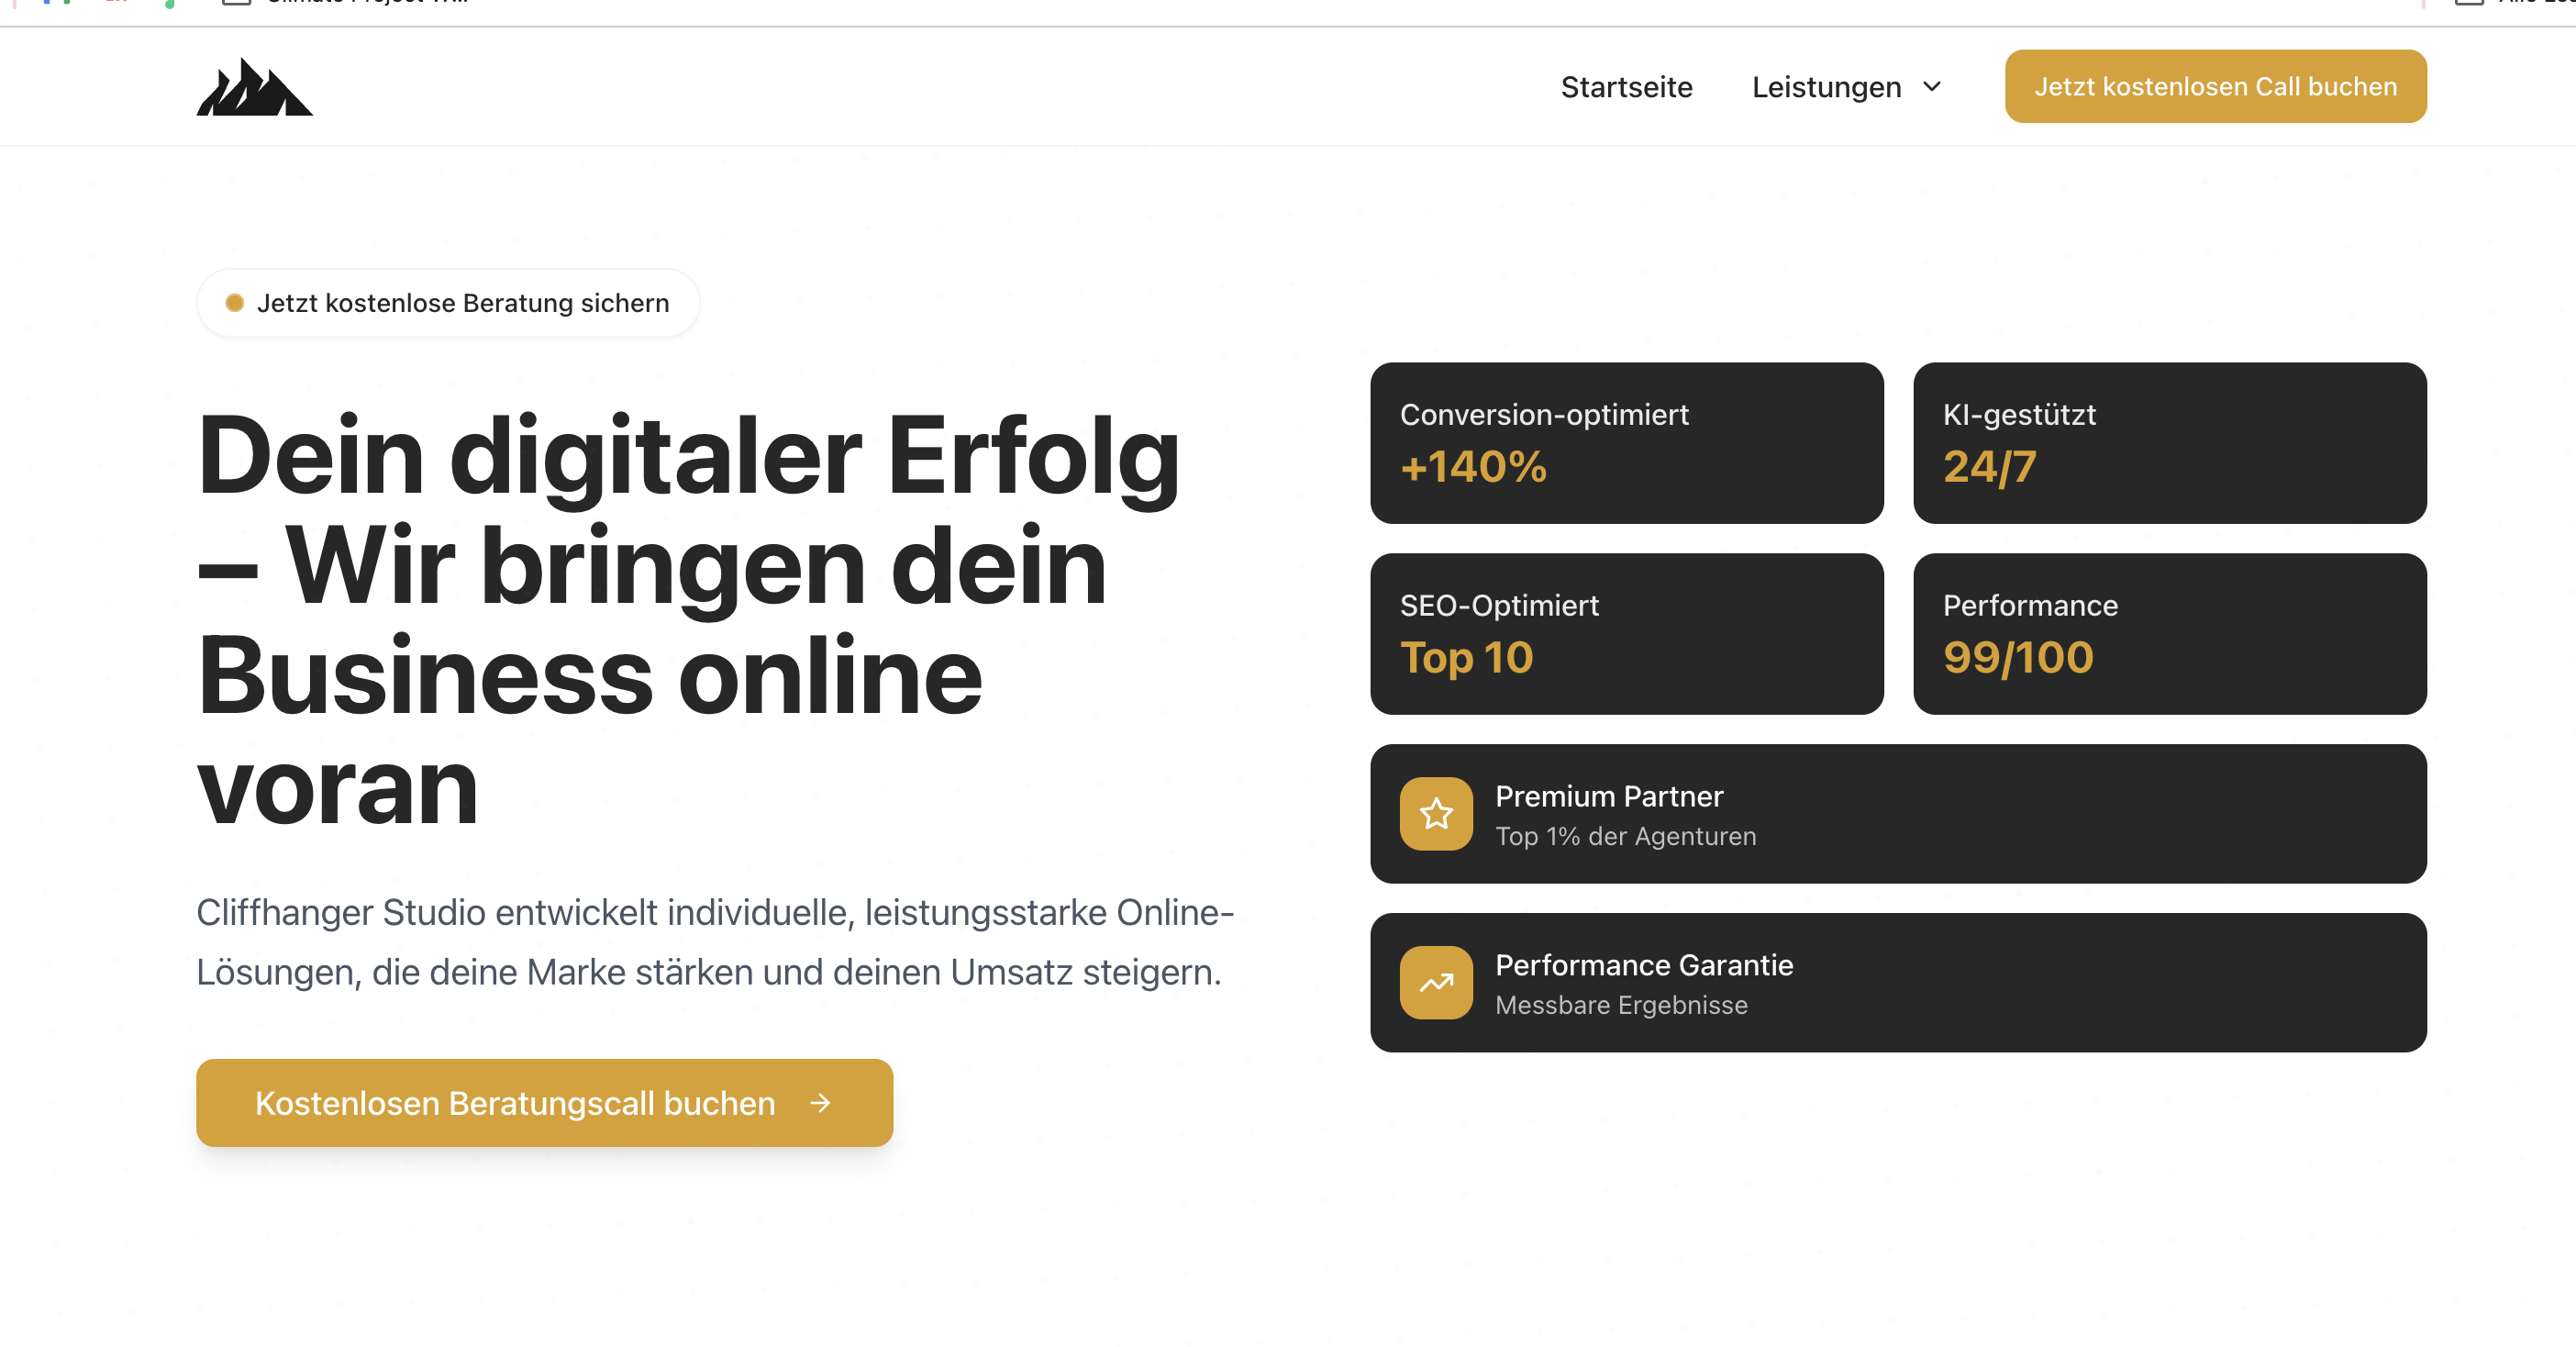 Startseite
Leistungen
Jetzt kostenlosen Call buchen
Jetzt kostenlose Beratung sichern
Dein digitaler Erfolg
– Wir bringen dein
Business online
voran
Cliffhanger Studio entwickelt individuelle, leistungsstarke Online-
Lösungen, die deine Marke stärken und deinen Umsatz steigern.
Kostenlosen Beratungscall buchen
Conversion-optimiert
+140%
KI-gestützt
24/7
SEO-Optimiert
Top 10
Performance
99/100
Premium Partner
Top 1% der Agenturen
Performance Garantie
Messbare Ergebnisse